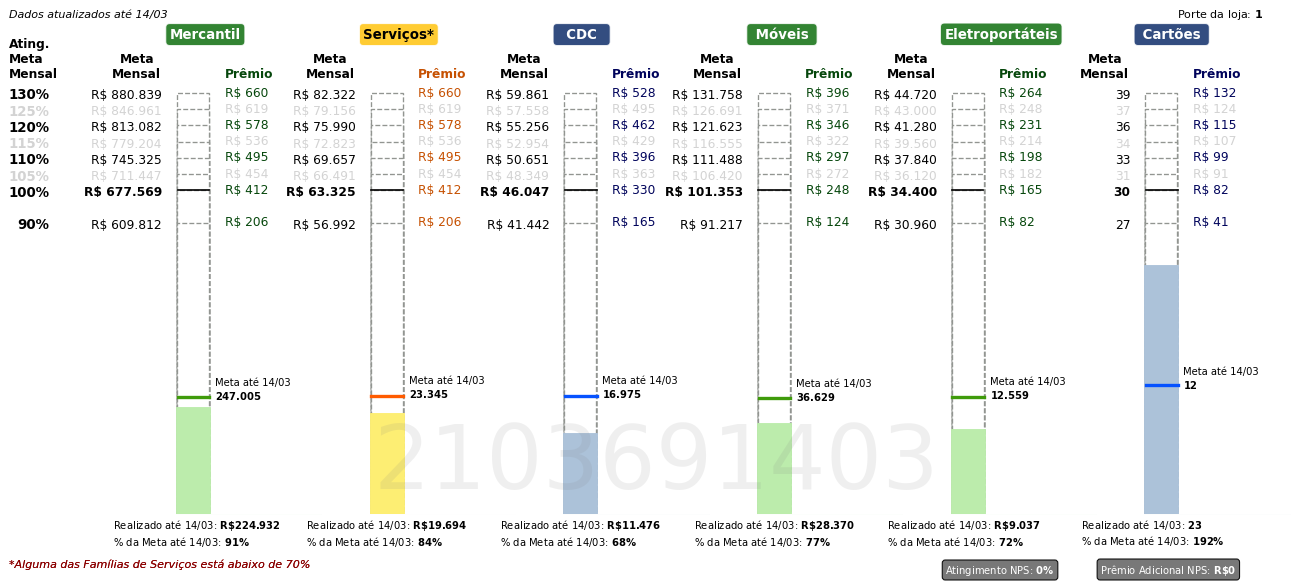 Dados atualizados até 14/03
Porte da loja: 1
Mercantil Serviços* CDC Móveis Eletroportáteis Cartões
Ating.
Meta Meta Meta Meta Meta Meta Meta
Mensal Mensal Prêmio Mensal Prêmio Mensal Prêmio Mensal Prêmio Mensal Prêmio Mensal Prêmio
130% R$ 880.839 R$ 660 R$ 82.322 R$ 660 R$ 59.861 R$ 528 R$ 131.758 R$ 396 R$ 44.720 R$ 264 39 R$ 132
125% R$ 846.961 R$ 619 R$ 79.156 R$ 619 R$ 57.558 R$ 495 R$ 126.691 R$ 371 R$ 43.000 R$ 248 37 R$ 124
120% R$ 813.082 R$ 578 R$ 75.990 R$ 578 R$ 55.256 R$ 462 R$ 121.623 R$ 346 R$ 41.280 R$ 231 36 R$ 115
115% R$ 779.204 R$ 536 R$ 72.823 R$ 536 R$ 52.954 R$ 429 R$ 116.555 R$ 322 R$ 39.560 R$ 214 34 R$ 107
110% R$ 745.325 R$ 495 R$ 69.657 R$ 495 R$ 50.651 R$ 396 R$ 111.488 R$ 297 R$ 37.840 R$ 198 33 R$ 99
105% R$ 711.447 R$ 454 R$ 66.491 R$ 454 R$ 48.349 R$ 363 R$ 106.420 R$ 272 R$ 36.120 R$ 182 31 R$ 91
100% R$ 677.569 R$ 412 R$ 63.325 R$ 412 R$ 46.047 R$ 330 R$ 101.353 R$ 248 R$ 34.400 R$ 165 30 R$ 82
90% R$ 609.812 R$ 206 R$ 56.992 R$ 206 R$ 41.442 R$ 165 R$ 91.217 R$ 124 R$ 30.960 R$ 82 27 R$ 41
Meta até 14/03 Meta até 14/03 Meta até 14/03 Meta até 14/03 Meta até 14/03 Meta até 14/03
247.005 23.345 16.975 36.629 12.559 12
2103691403
Realizado até 14/03: R$224.932 Realizado até 14/03: R$19.694 Realizado até 14/03: R$11.476 Realizado até 14/03: R$28.370 Realizado até 14/03: R$9.037 Realizado até 14/03: 23
% da Meta até 14/03: 91% % da Meta até 14/03: 84% % da Meta até 14/03: 68% % da Meta até 14/03: 77% % da Meta até 14/03: 72% % da Meta até 14/03: 192%
*Alguma das Famílias de Serviços está abaixo de 70%
Atingimento NPS: 0% Prêmio Adicional NPS: R$0